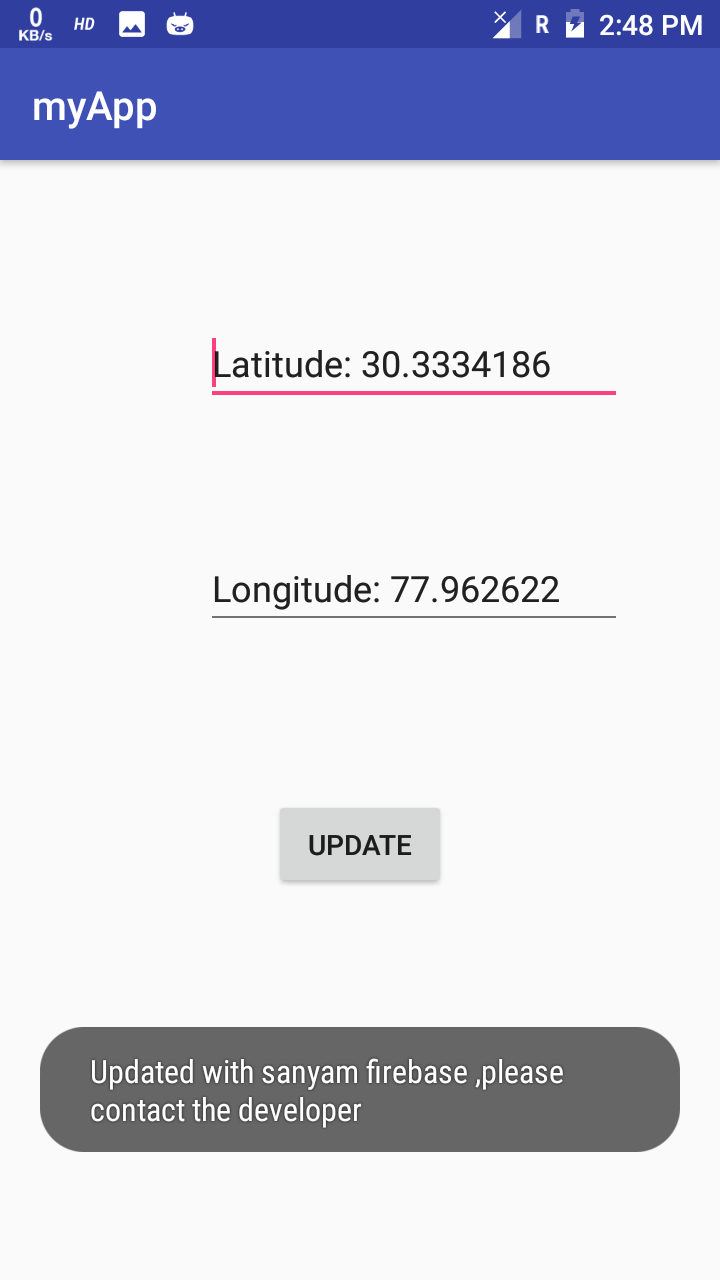 0
KB/s
HD
R
2:48 PM
myApp
Latitude: 30.3334186
Longitude: 77.962622
UPDATE
Updated with sanyam firebase ,please
contact the developer